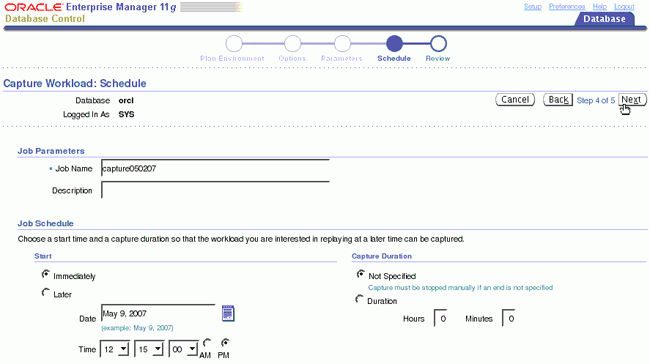 ORACLE Enterprise Manager 11g
Database Control
Setup Preferences Help Logout
Database
Plan Environment Options Parameters Schedule Review
Capture Workload: Schedule
Database orcl
Logged In As SYS
Cancel Back Step 4 of 5 Next
Job Parameters
* Job Name capture050207
Description
Job Schedule
Choose a start time and a capture duration so that the workload you are interested in replaying at a later time can be captured.
Start
Immediately
Later
Date May 9, 2007
(example: May 9, 2007)
Time 12 15 00 AM PM
Capture Duration
Not Specified
Capture must be stopped manually if an end is not specified
Duration
Hours 0 Minutes 0